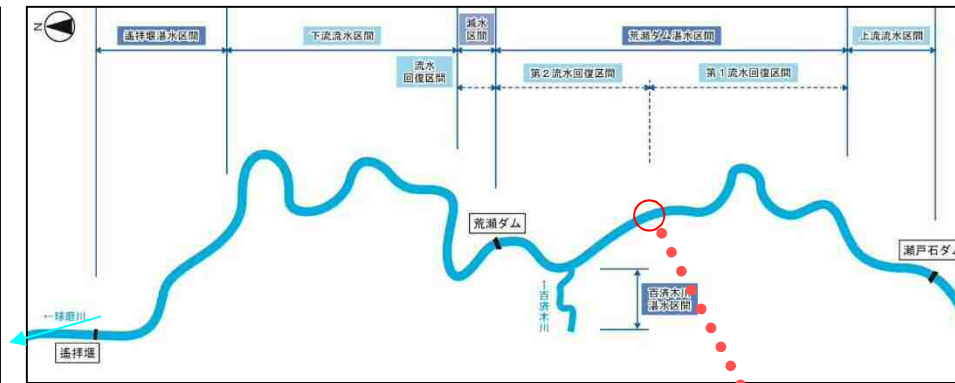 N
遙拝堰湛水区間
下流流水区間
減水
区間
荒瀬ダム湛水区間
上流流水区間
流水
回復区間
第2流水回復区間
第1流水回復区間
荒瀬ダム
瀬戸石ダム
←百済木川
百済木川
湛水区間
←球磨川
遙拝堰